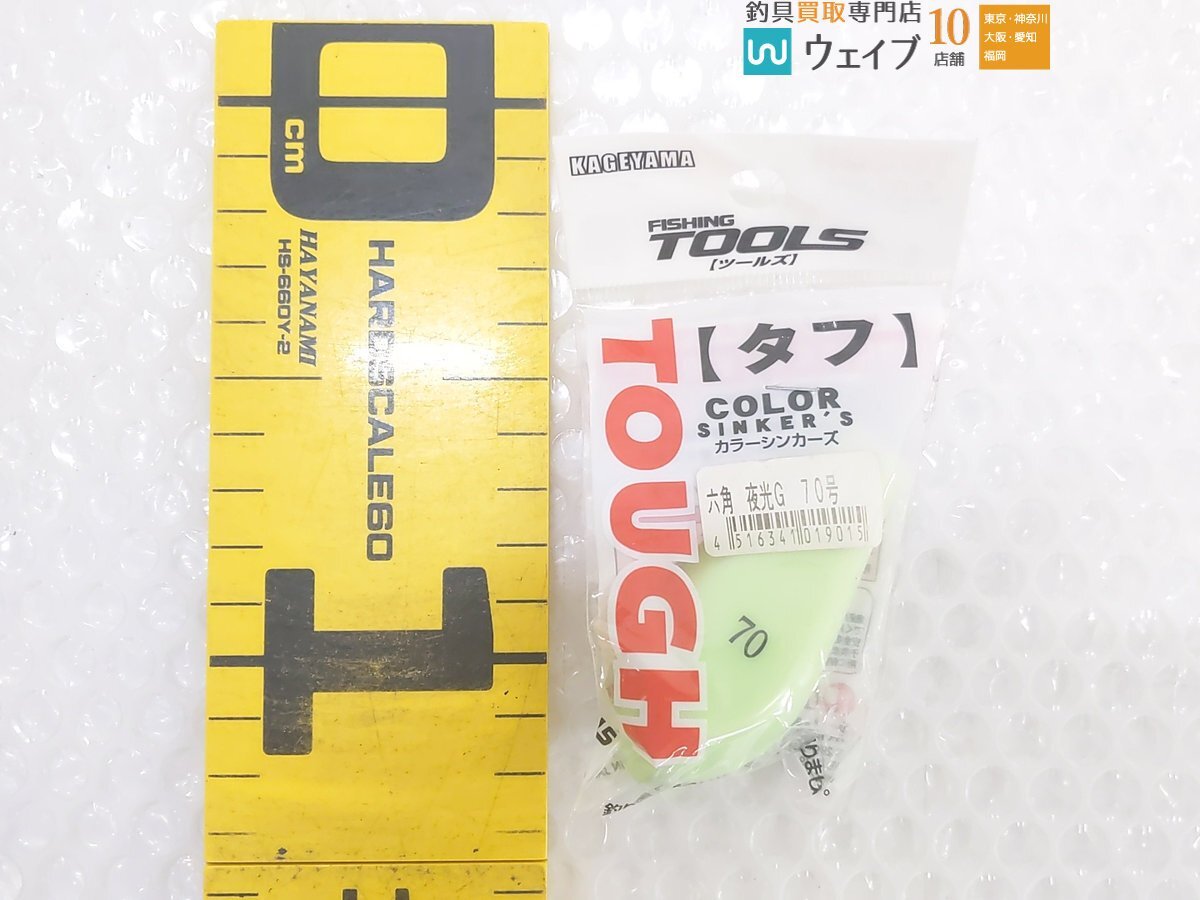 釣具買取専門店
ウェイブ
10
店舗
東京・神奈川
大阪・愛知
福岡
0
cm
HAYANAMI
HS-660Y-2
HARDSCALE60
1
KAGEYAMA
FISHING
TOOLS
【ツールズ】
TOUGH
【タフ】
COLOR
SINKER'S
カラーシンカーズ
六角 夜光G 70号
4 516341 019015
70